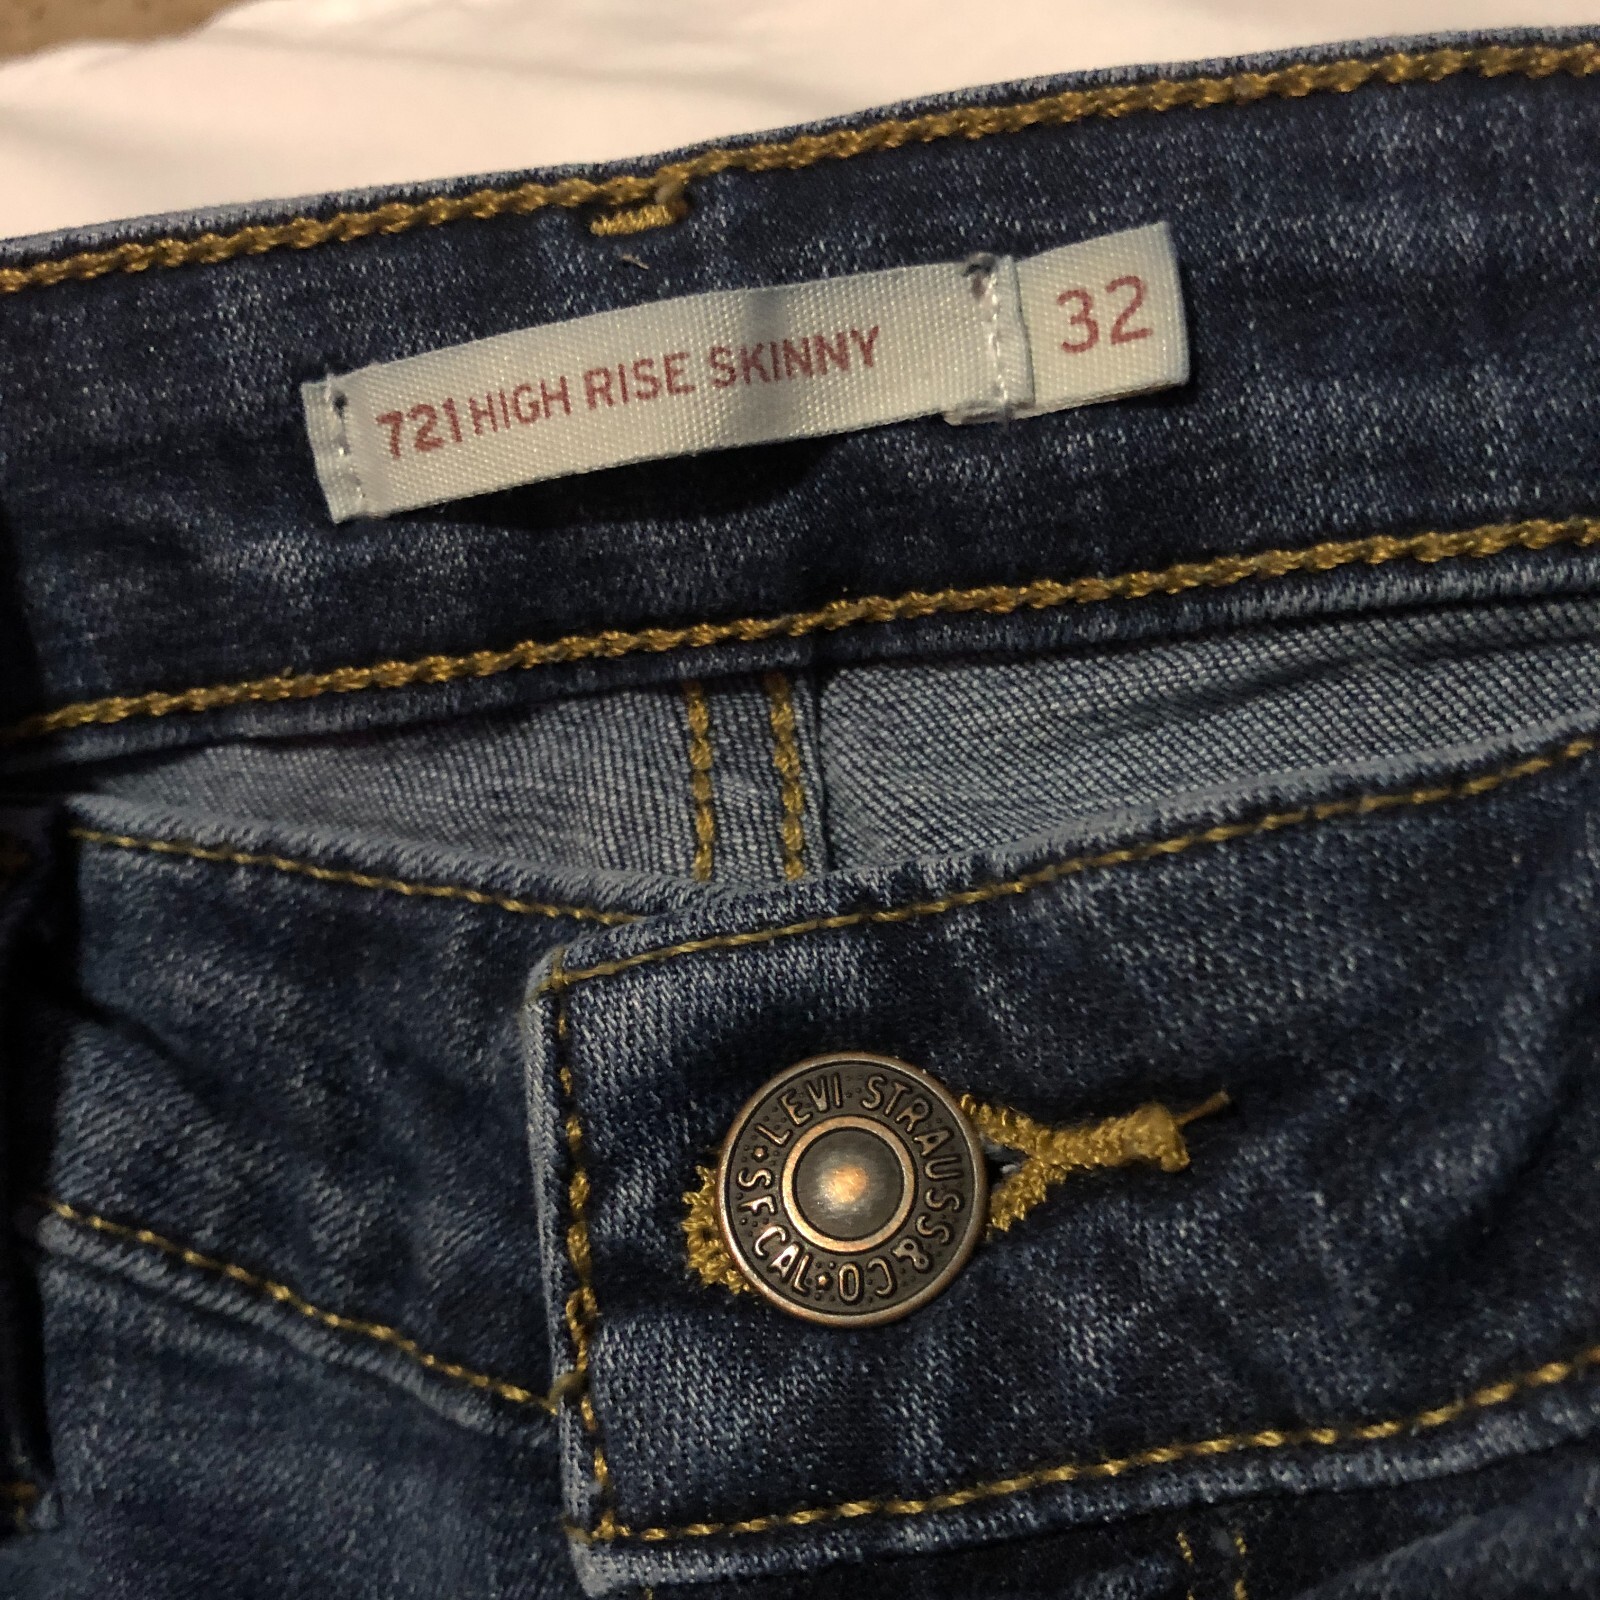 721 HIGH RISE SKINNY 32
LEVI STRAUSS & CO S.F. CAL